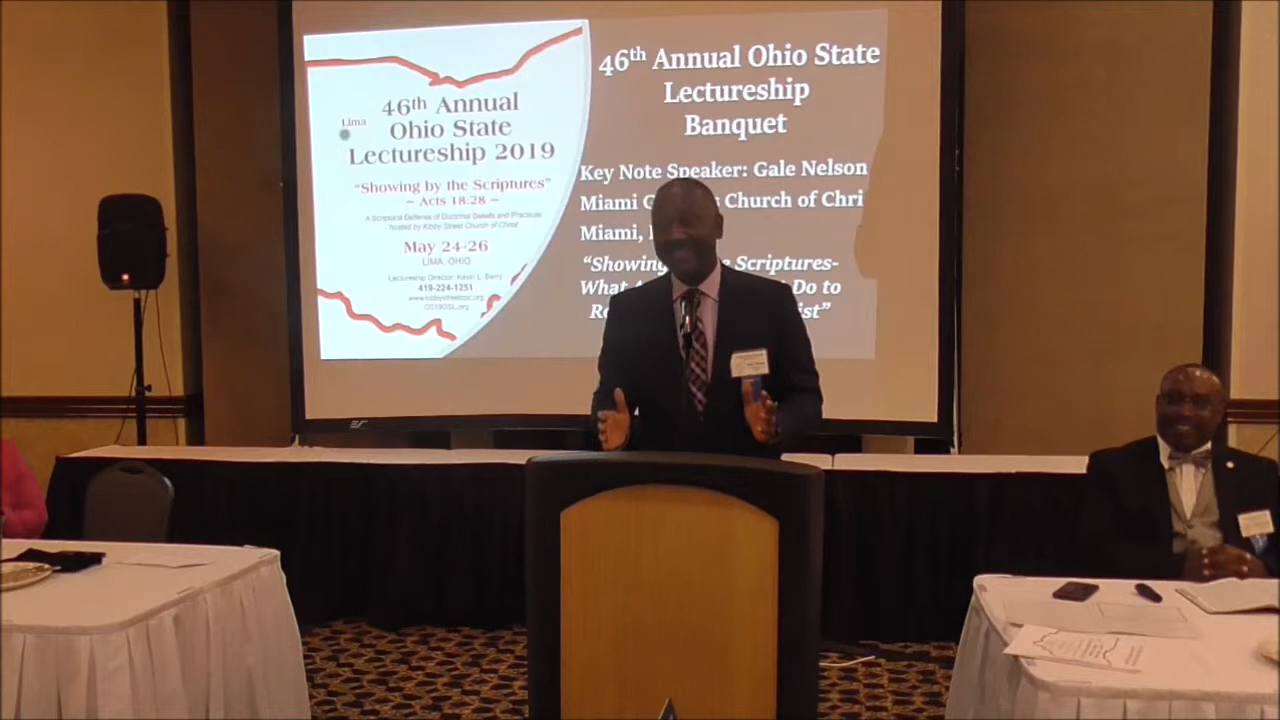 46th Annual
Ohio State
Lectureship 2019
Lima
"Showing by the Scriptures"
~ Acts 18:28 ~
A Scriptural Defense of Doctrinal Beliefs and Practices
hosted by Kibby Street Church of Christ
May 24-26
LIMA, OHIO
Lectureship Director: Kevin L. Berry
419-224-1251
www.kibbystreetcoc.org
46th Annual Ohio State
Lectureship
Banquet
Key Note Speaker: Gale Nelson
Miami G s Church of Chri
Miami,
"Showing e Scriptures-
What Do to
Re ist"